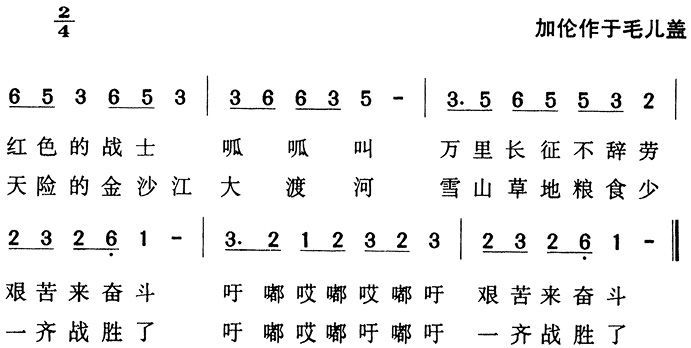 2/4
加伦作于毛儿盖
6 5 3 6 5 3 | 3 6 6 3 5 - | 3. 5 6 5 5 3 2 |
红色的战士 呱呱叫 万里长征不辞劳
天险的金沙江大渡河 雪山草地粮食少
2 3 2 6 1 - | 3. 2 1 2 3 2 3 | 2 3 2 6 1 - ‖
艰苦来奋斗 吁嘟哎嘟哎嘟吁 艰苦来奋斗
一齐战胜了 吁嘟哎嘟吁嘟吁 一齐战胜了